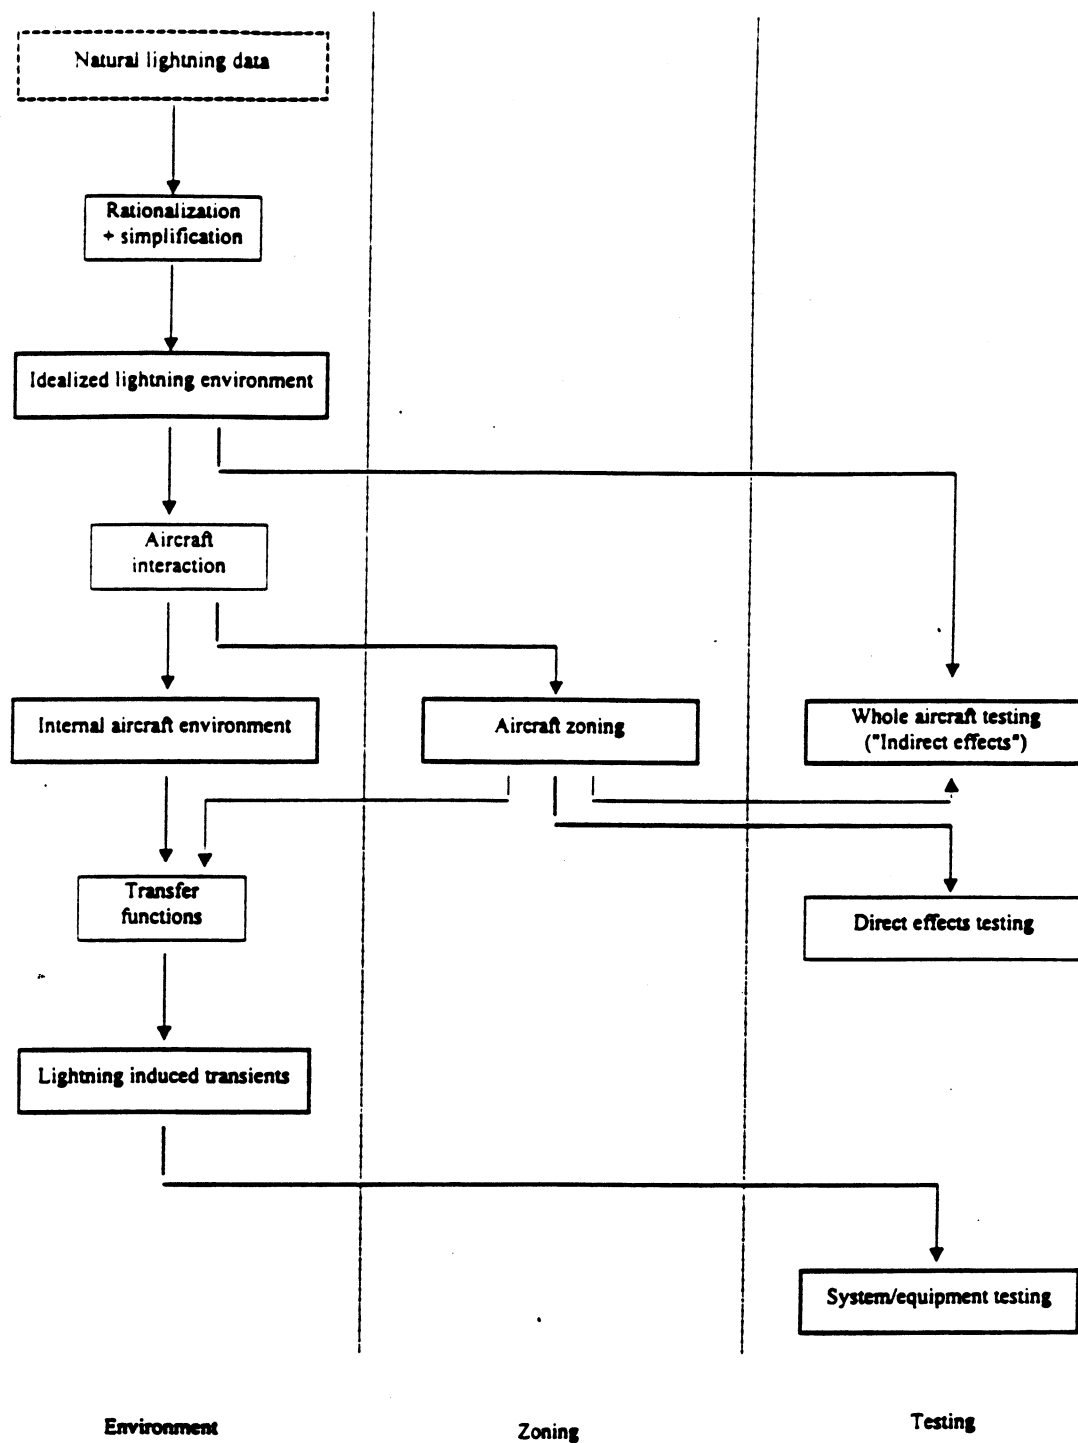 Natural lightning data
Rationalization
+ simplification
Idealized lightning environment
Aircraft
interaction
Internal aircraft environment
Aircraft zoning
Whole aircraft testing
("Indirect effects")
Transfer
functions
Direct effects testing
Lightning induced transients
System/equipment testing
Environment
Zoning
Testing